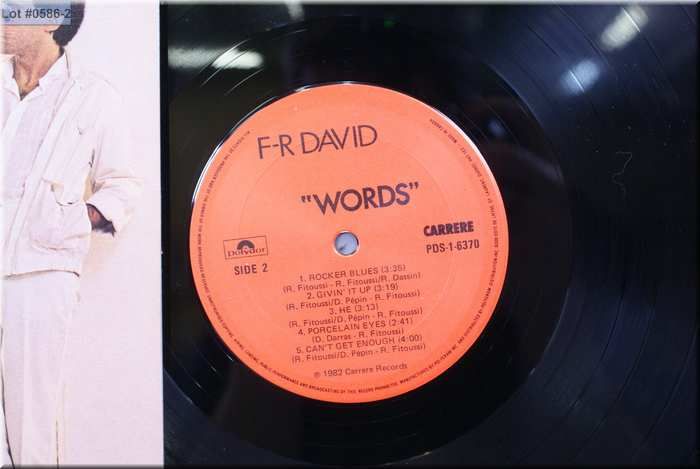 Lot #0586-2
F-R DAVID
"WORDS"
Polydor
CARRERE
PDS-1-6370
SIDE 2
1. ROCKER BLUES (3:35)
(R. Fitoussi - R. Fitoussi/R. Dassin)
2. GIVIN' IT UP (3:19)
(R. Fitoussi/D. Pépin - R. Fitoussi)
3. HE (3:13)
(R. Fitoussi/D. Pépin - R. Fitoussi)
4. PORCELAIN EYES (2:41)
(D. Darras - R. Fitoussi)
5. CAN'T GET ENOUGH (4:00)
(R. Fitoussi/D. Pépin - R. Fitoussi)
℗ 1982 Carrere Records